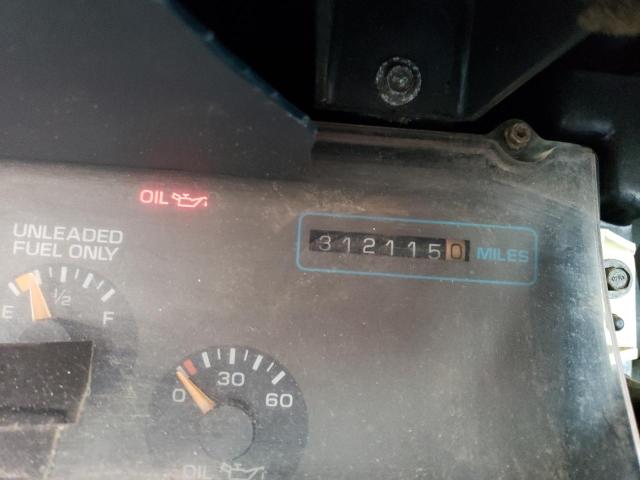 OIL
UNLEADED
FUEL ONLY
3121150 MILES
E 1/2 F
0 30 60
OIL